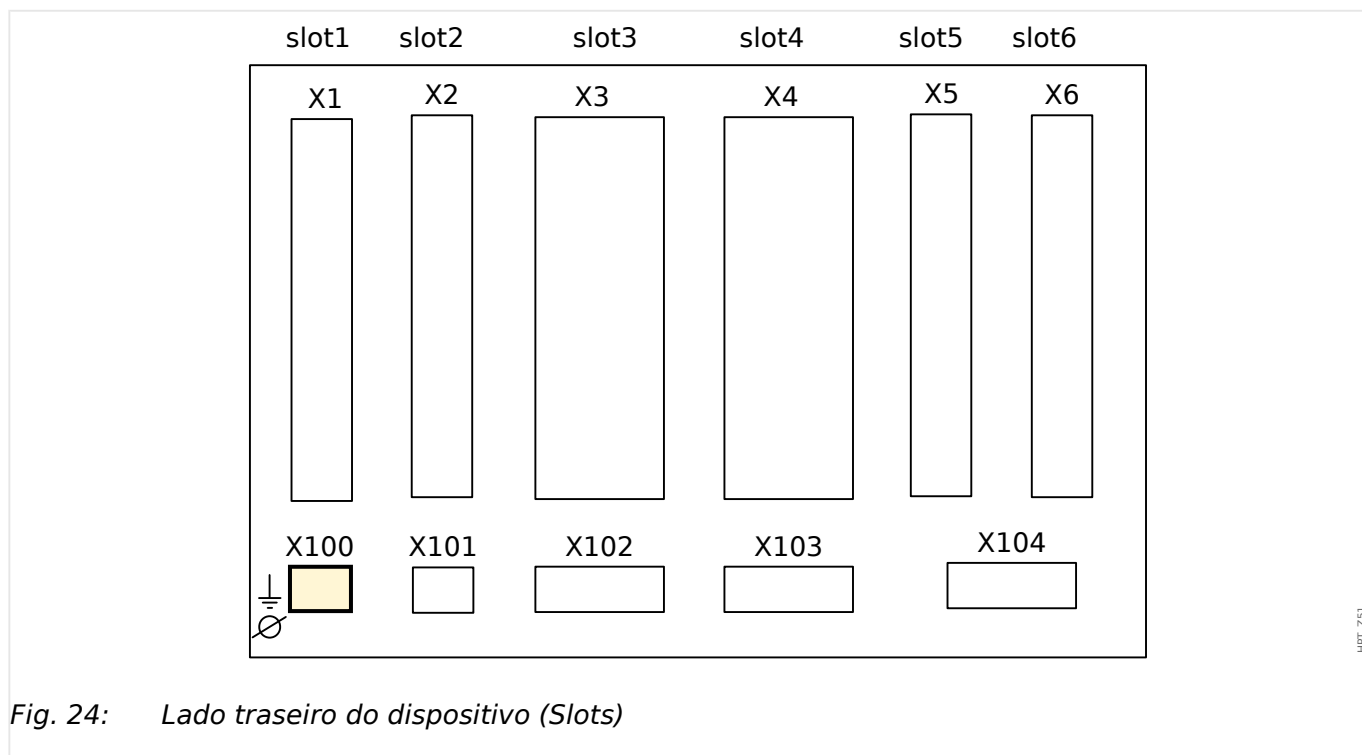 slot1 slot2 slot3 slot4 slot5 slot6
X1 X2 X3 X4 X5 X6
X100 X101 X102 X103 X104
HPT_Z51
Fig. 24: Lado traseiro do dispositivo (Slots)